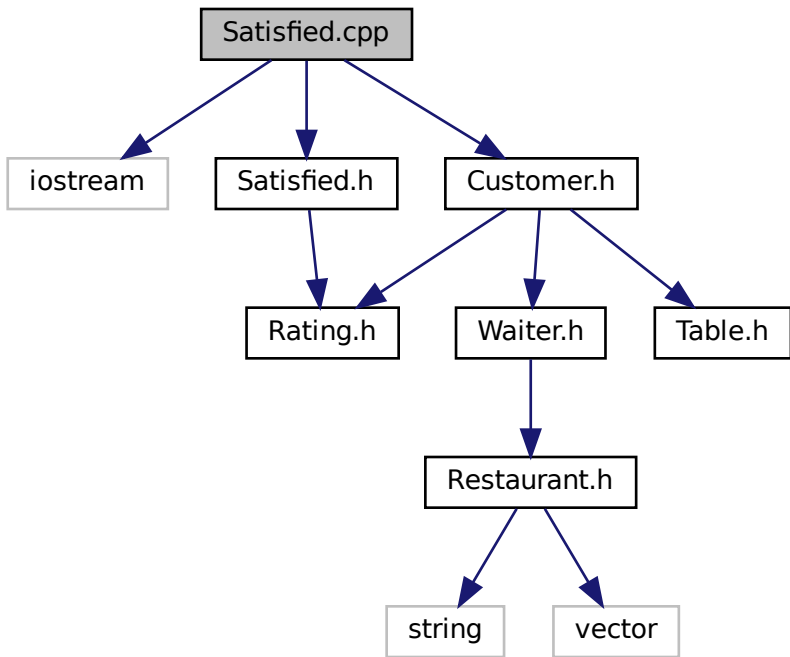 Satisfied.cpp
iostream
Satisfied.h
Customer.h
Rating.h
Waiter.h
Table.h
Restaurant.h
string
vector